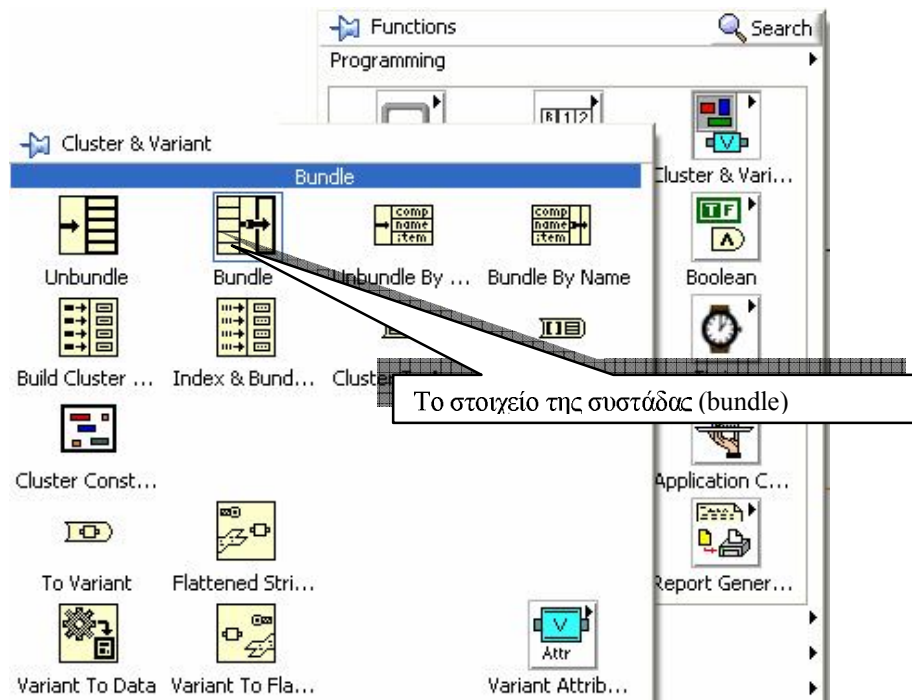 Functions
Search
Programming
Cluster & Variant
Cluster & Vari...
Bundle
Unbundle
Bundle
Unbundle By ...
Bundle By Name
Boolean
Build Cluster ...
Index & Bund...
Cluster
Το στοιχείο της συστάδας (bundle)
Cluster Const...
Application C...
To Variant
Flattened Stri...
Report Gener...
Attr
Variant To Data
Variant To Fla...
Variant Attrib...